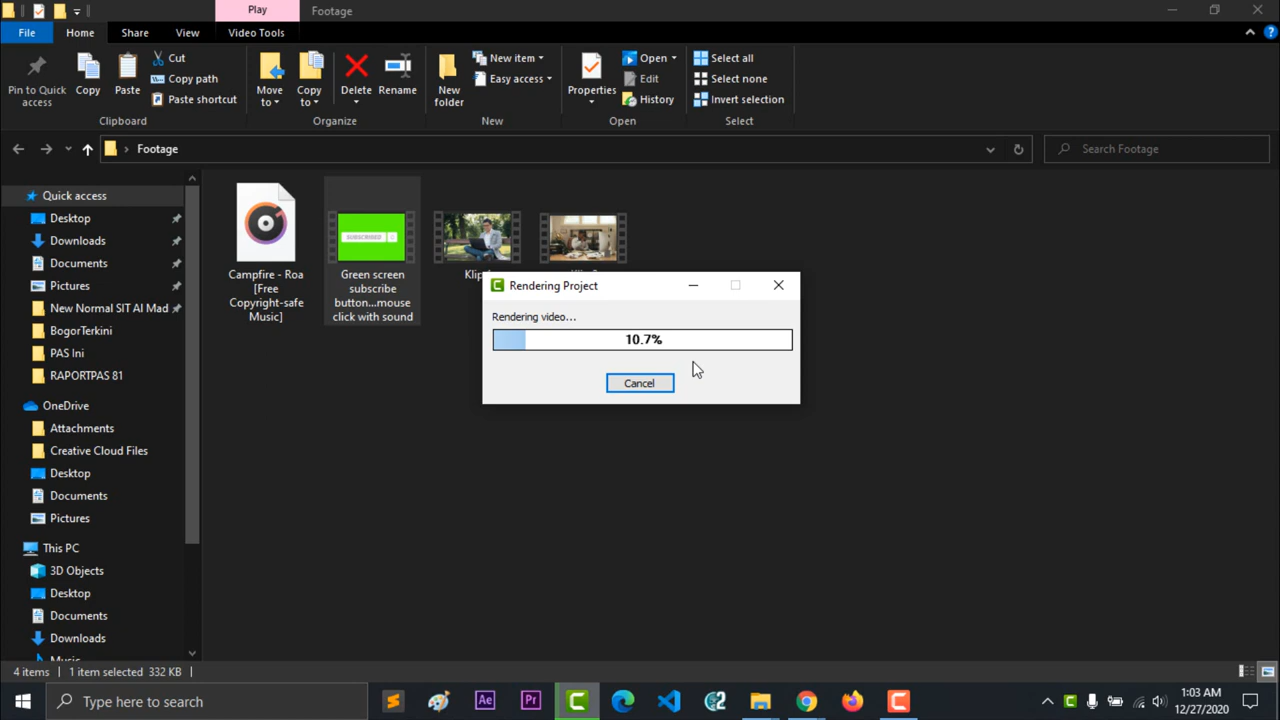 Play
Footage
File
Home
Share
View
Video Tools
Pin to Quick
access
Copy
Paste
Cut
Copy path
Paste shortcut
Clipboard
Move
to
Copy
to
Delete
Rename
Organize
New
folder
New item
Easy access
New
Properties
Open
Edit
History
Open
Select all
Select none
Invert selection
Select
Footage
Search Footage
Quick access
Desktop
Downloads
Documents
Pictures
New Normal SIT Al Mad
BogorTerkini
PAS Ini
RAPORTPAS 81
OneDrive
Attachments
Creative Cloud Files
Desktop
Documents
Pictures
This PC
3D Objects
Desktop
Documents
Downloads
Music
SUBSCRIBED
Campfire - Roa
[Free
Copyright-safe
Music]
Green screen
subscribe
button...mouse
click with sound
Rendering Project
Rendering video...
10.7%
Cancel
4 items
1 item selected 332 KB
Type here to search
Ae
Pr
1:03 AM
12/27/2020